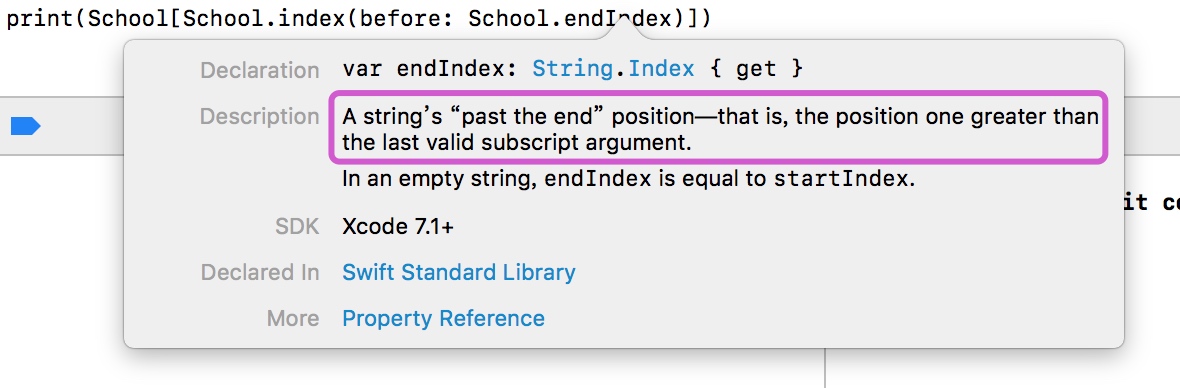 print(School[School.index(before: School.endIndex)])
Declaration var endIndex: String.Index { get }
Description A string’s “past the end” position—that is, the position one greater than
the last valid subscript argument.
In an empty string, endIndex is equal to startIndex.
it c
SDK Xcode 7.1+
Declared In Swift Standard Library
More Property Reference